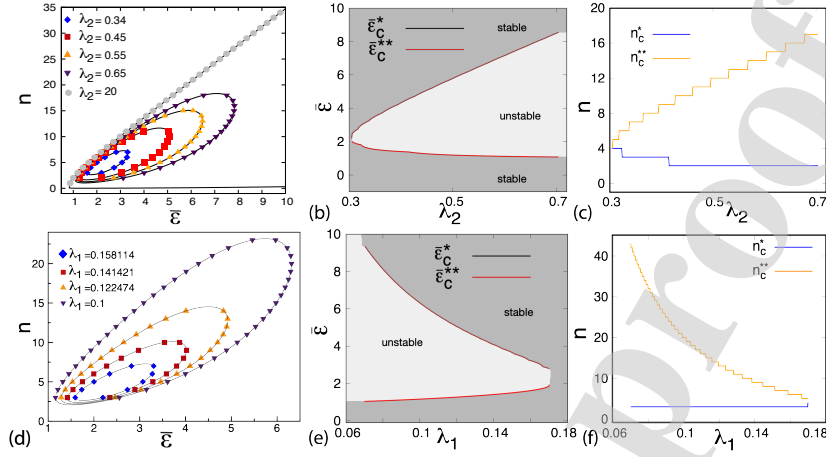 λ₂ = 0.34
λ₂ = 0.45
λ₂ = 0.55
λ₂ = 0.65
λ₂ = 20
n
35
30
25
20
15
10
5
0
1 2 3 4 5 6 7 8 9 10
ε̅
ε̅
10
8
6
4
2
0
ε̅c*
ε̅c**
stable
unstable
stable
0.3 0.5 0.7
(b) λ₂
n
20
16
12
8
4
0
nc*
nc**
0.3 0.5 0.7
(c) λ₂
n
20
15
10
5
0
λ₁=0.158114
λ₁=0.141421
λ₁=0.122474
λ₁=0.1
1 2 3 4 5 6
(d) ε̅
ε̅
10
8
6
4
2
0
ε̅c*
ε̅c**
stable
unstable
0.06 0.1 0.14 0.18
(e) λ₁
n
40
30
20
10
0
nc*
nc**
0.06 0.1 0.14 0.18
(f) λ₁
proof